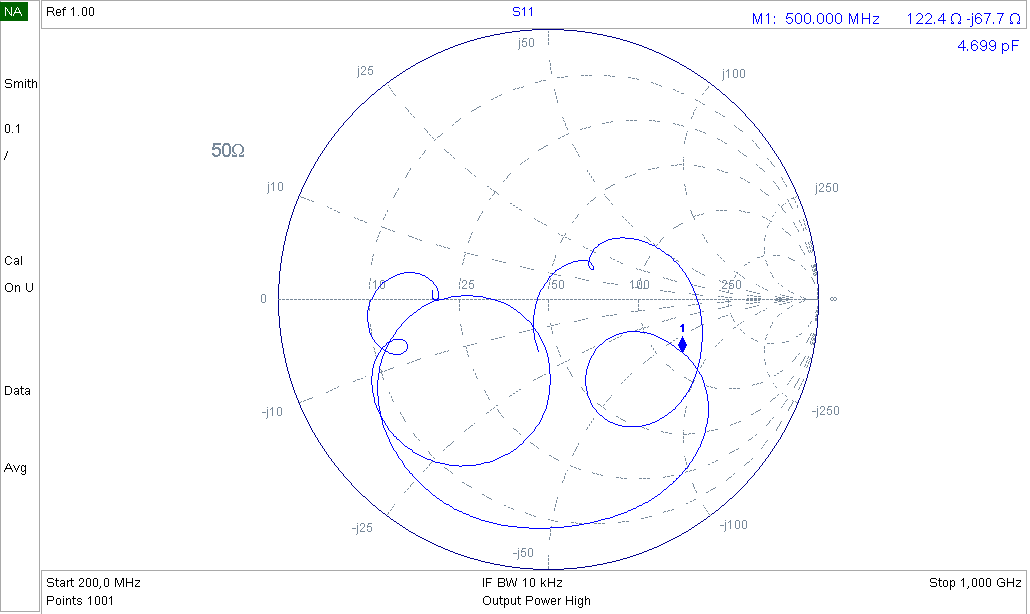 NA
Ref 1.00
S11
M1: 500.000 MHz 122.4 Ω -j67.7 Ω
4.699 pF
Smith
0.1
/
Cal
On U
Data
Avg
50Ω
j50
j25
j100
j10
j250
0
10
25
50
100
250
∞
1
-j10
-j250
-j25
-j100
-j50
Start 200,0 MHz
IF BW 10 kHz
Stop 1,000 GHz
Points 1001
Output Power High